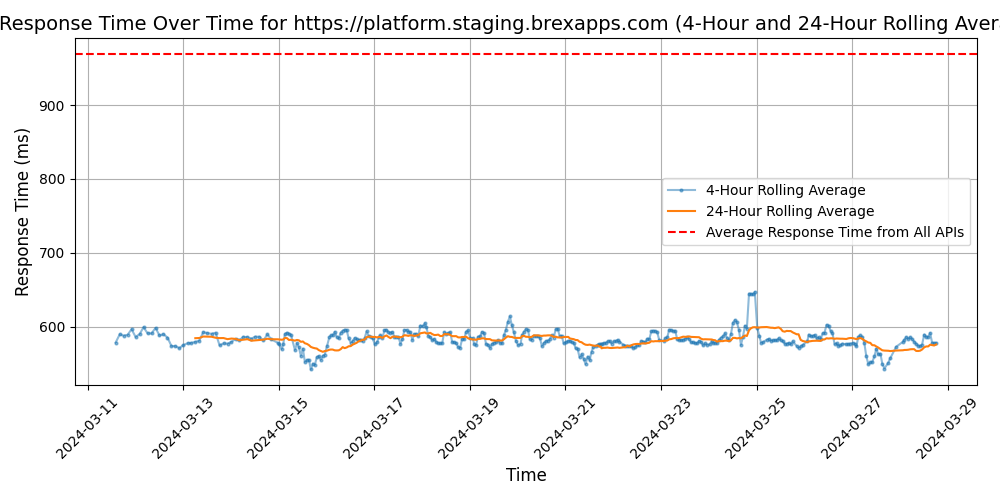 Response Time Over Time for https://platform.staging.brexapps.com (4-Hour and 24-Hour Rolling
Response Time (ms)
900
800
700
600
4-Hour Rolling Average
24-Hour Rolling Average
Average Response Time from All APIs
2024-03-11
2024-03-13
2024-03-15
2024-03-17
2024-03-19
2024-03-21
2024-03-23
2024-03-25
2024-03-27
2024-03-29
Time